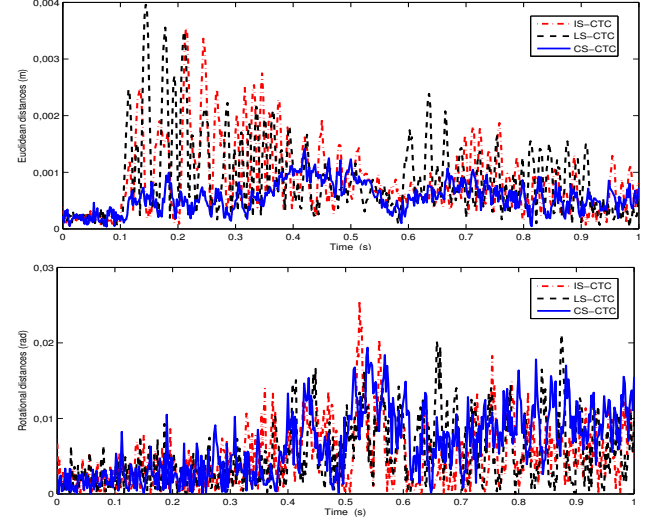 0,004
0,003
0,002
0,001
0
Euclidean distances (m)
IS-CTC
LS-CTC
CS-CTC
0 0.1 0.2 0.3 0.4 0.5 0.6 0.7 0.8 0.9 1
Time (s)
0,03
0,02
0,01
0
Rotational distances (rad)
IS-CTC
LS-CTC
CS-CTC
0 0.1 0.2 0.3 0.4 0.5 0.6 0.7 0.8 0.9 1
Time (s)